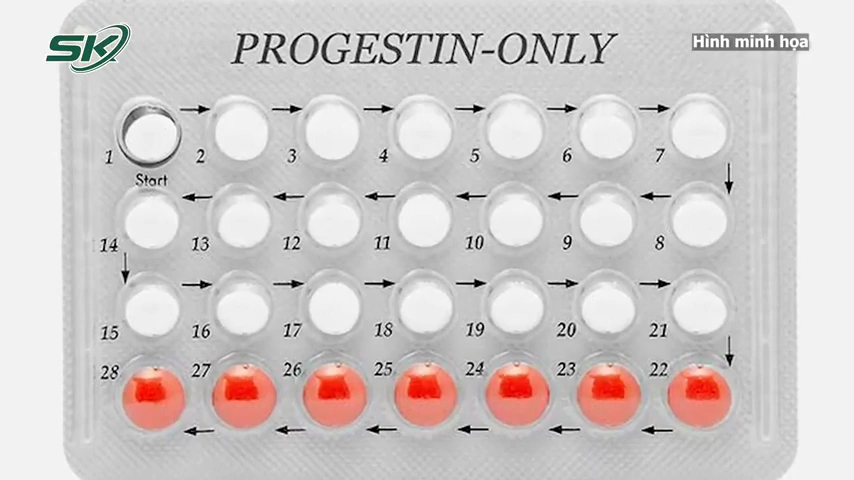 SK
PROGESTIN-ONLY
Hình minh họa
1 2 3 4 5 6 7
Start
14 13 12 11 10 9 8
15 16 17 18 19 20 21
28 27 26 25 24 23 22